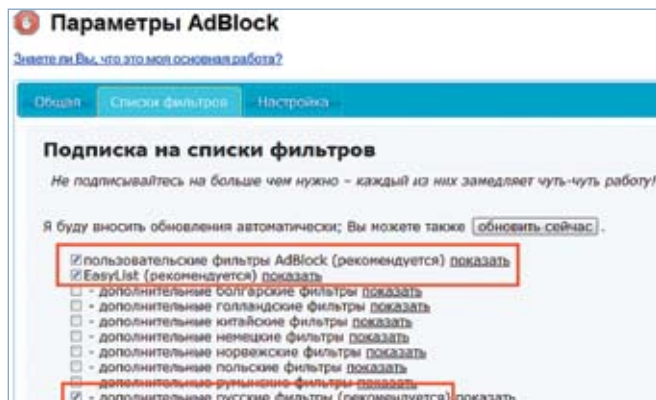 Параметры AdBlock
Знаете ли Вы, что это моя основная работа?
Общая Списки фильтров Настройка
Подписка на списки фильтров
Не подписывайтесь на больше чем нужно – каждый из них замедляет чуть-чуть работу!
Я буду вносить обновления автоматически; Вы можете также обновить сейчас.
пользовательские фильтры AdBlock (рекомендуется) показать
EasyList (рекомендуется) показать
- дополнительные болгарские фильтры показать
- дополнительные голландские фильтры показать
- дополнительные китайские фильтры показать
- дополнительные немецкие фильтры показать
- дополнительные норвежские фильтры показать
- дополнительные польские фильтры показать
- дополнительные румынские фильтры показать
- дополнительные русские фильтры (рекомендуется) показать